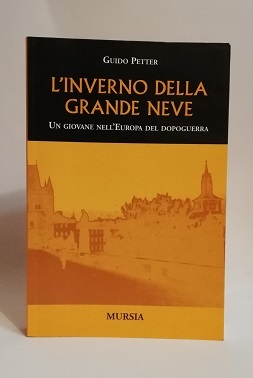 GUIDO PETTER
L'INVERNO DELLA
GRANDE NEVE
UN GIOVANE NELL'EUROPA DEL DOPOGUERRA
MURSIA